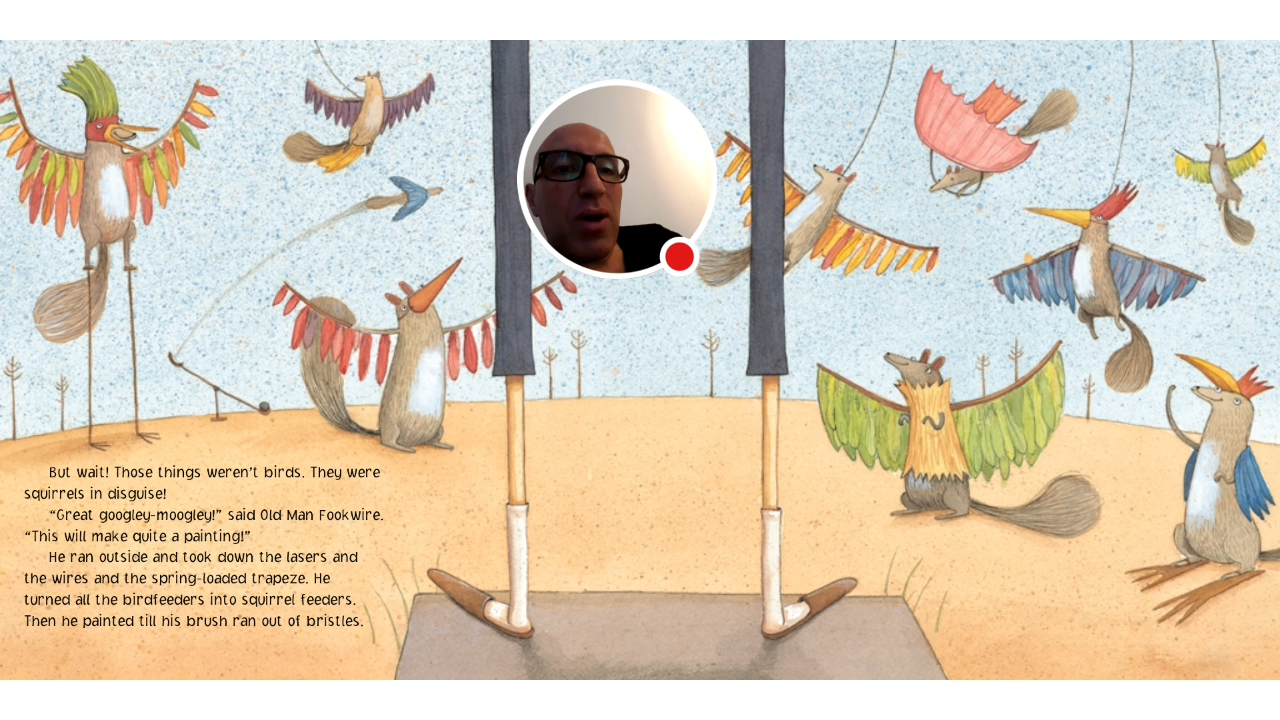 But wait! Those things weren't birds. They were
squirrels in disguise!
"Great googley-moogley!" said Old Man Fookwire.
"This will make quite a painting!"
He ran outside and took down the lasers and
the wires and the spring-loaded trapeze. He
turned all the birdfeeders into squirrel feeders.
Then he painted till his brush ran out of bristles.